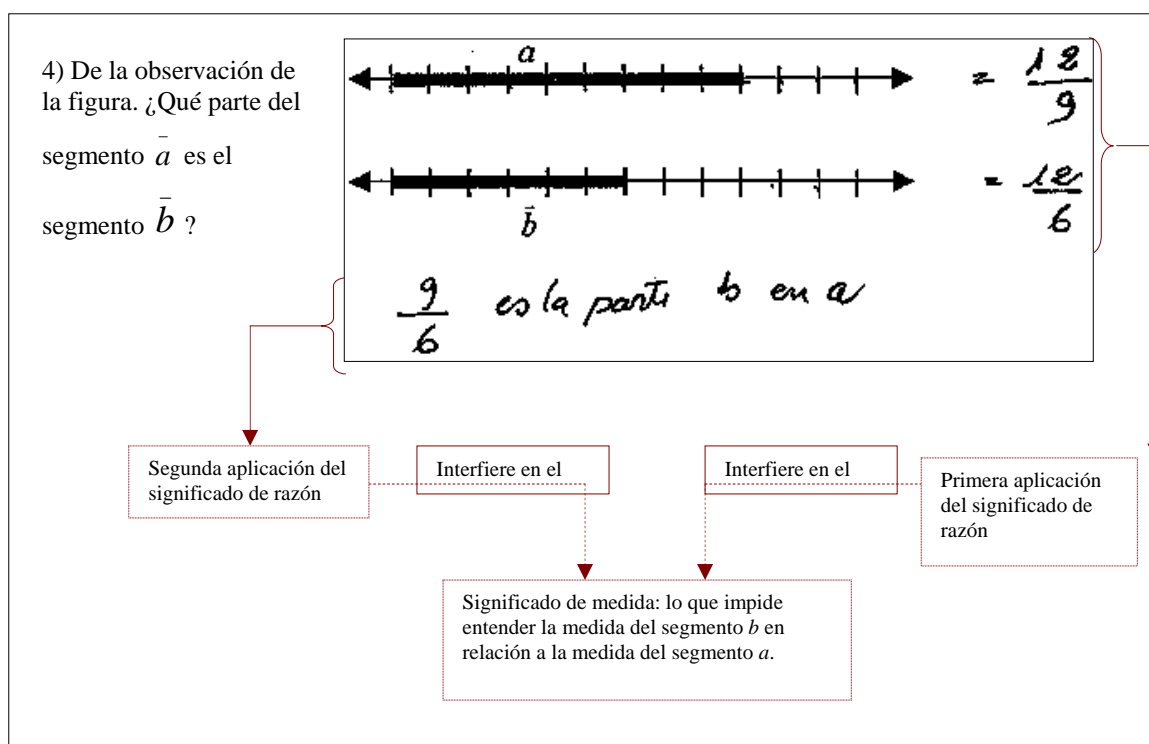 4) De la observación de
la figura. ¿Qué parte del
segmento a̅ es el
segmento b̅ ?
a
= 12/9
b̅
= 12/6
9/6 es la parte b en a
Segunda aplicación del
significado de razón
Interfiere en el
Interfiere en el
Primera aplicación
del significado de
razón
Significado de medida: lo que impide
entender la medida del segmento b en
relación a la medida del segmento a.